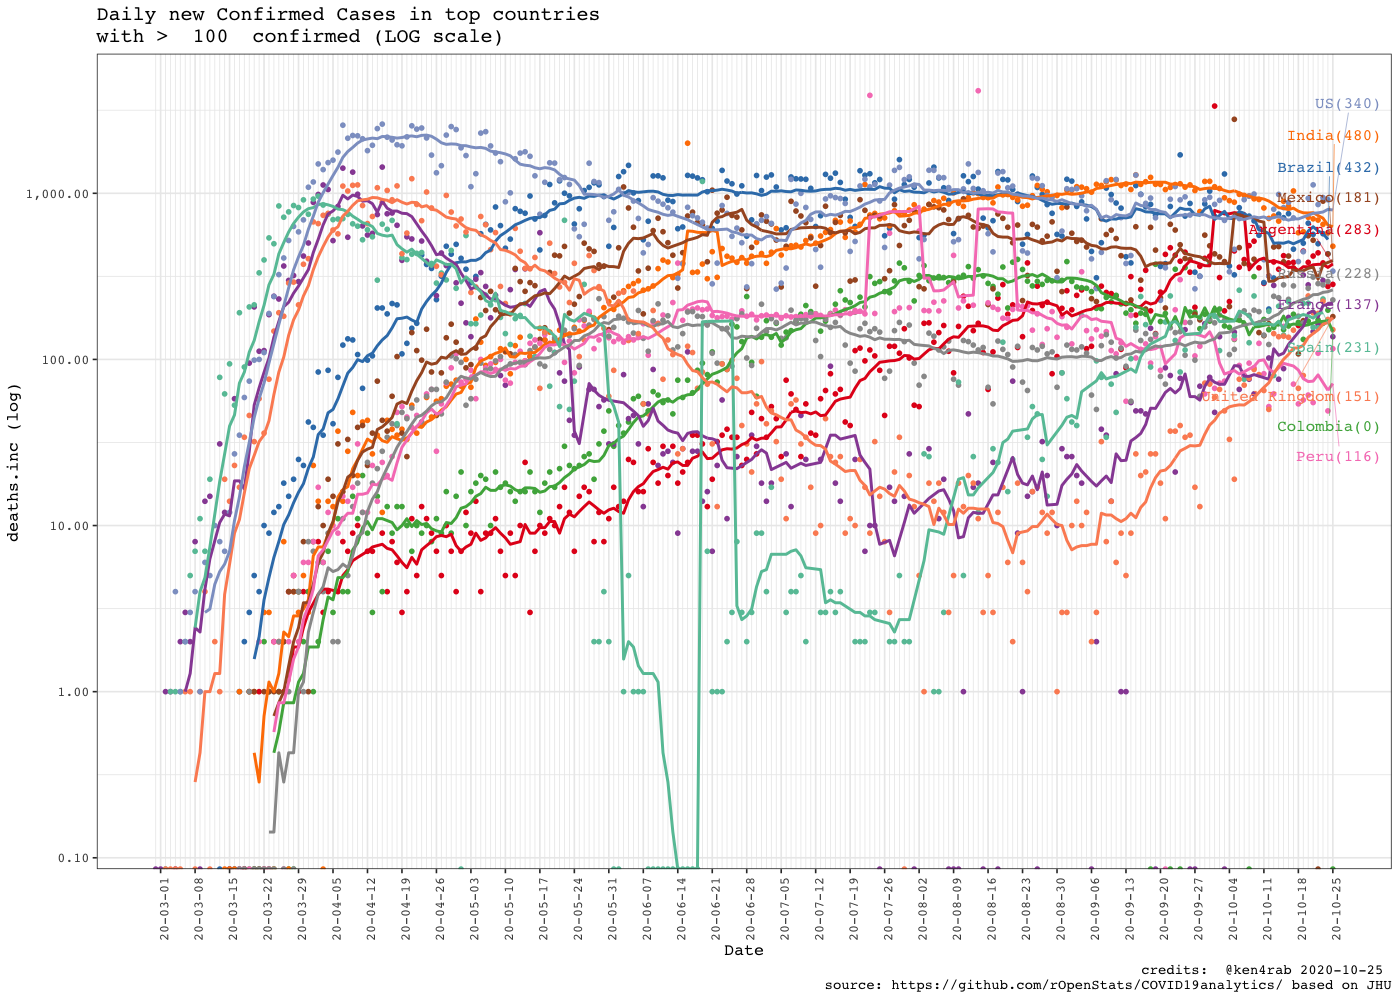 Daily new Confirmed Cases in top countries
with >  100  confirmed (LOG scale)
US(340)
India(480)
Brazil(432)
Mexico(181)
Argentina(283)
Russia(228)
France(137)
Spain(231)
United Kingdom(151)
Colombia(0)
Peru(116)
deaths.inc (log)
1,000.00
100.00
10.00
1.00
0.10
20-03-01
20-03-08
20-03-15
20-03-22
20-03-29
20-04-05
20-04-12
20-04-19
20-04-26
20-05-03
20-05-10
20-05-17
20-05-24
20-05-31
20-06-07
20-06-14
20-06-21
20-06-28
20-07-05
20-07-12
20-07-19
20-07-26
20-08-02
20-08-09
20-08-16
20-08-23
20-08-30
20-09-06
20-09-13
20-09-20
20-09-27
20-10-04
20-10-11
20-10-18
20-10-25
Date
credits:  @ken4rab 2020-10-25
source: https://github.com/rOpenStats/COVID19analytics/ based on JHU